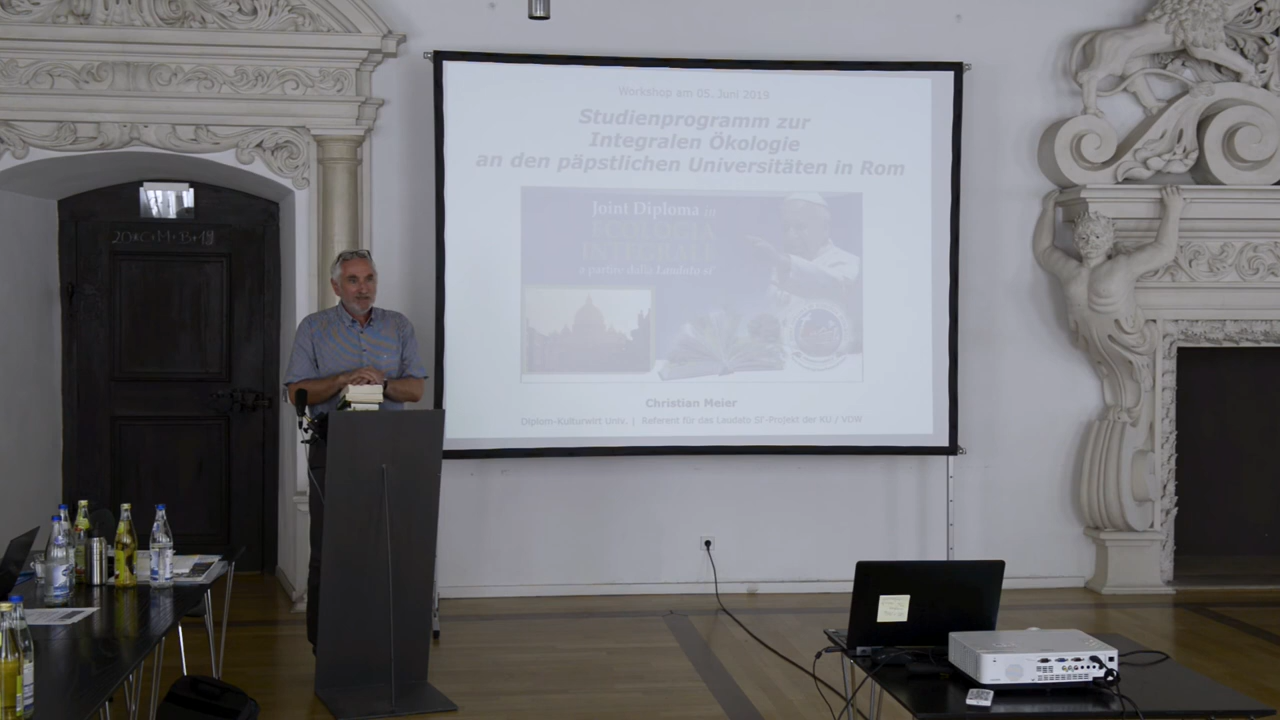 Workshop am 05. Juni 2019
Studienprogramm zur
Integralen Ökologie
an den päpstlichen Universitäten in Rom
Joint Diploma in
ECOLOGIA
INTEGRALE
a partire dalla Laudato si'
Christian Meier
Diplom-Kulturwirt Univ. | Referent für das Laudato Si'-Projekt der KU / VDW